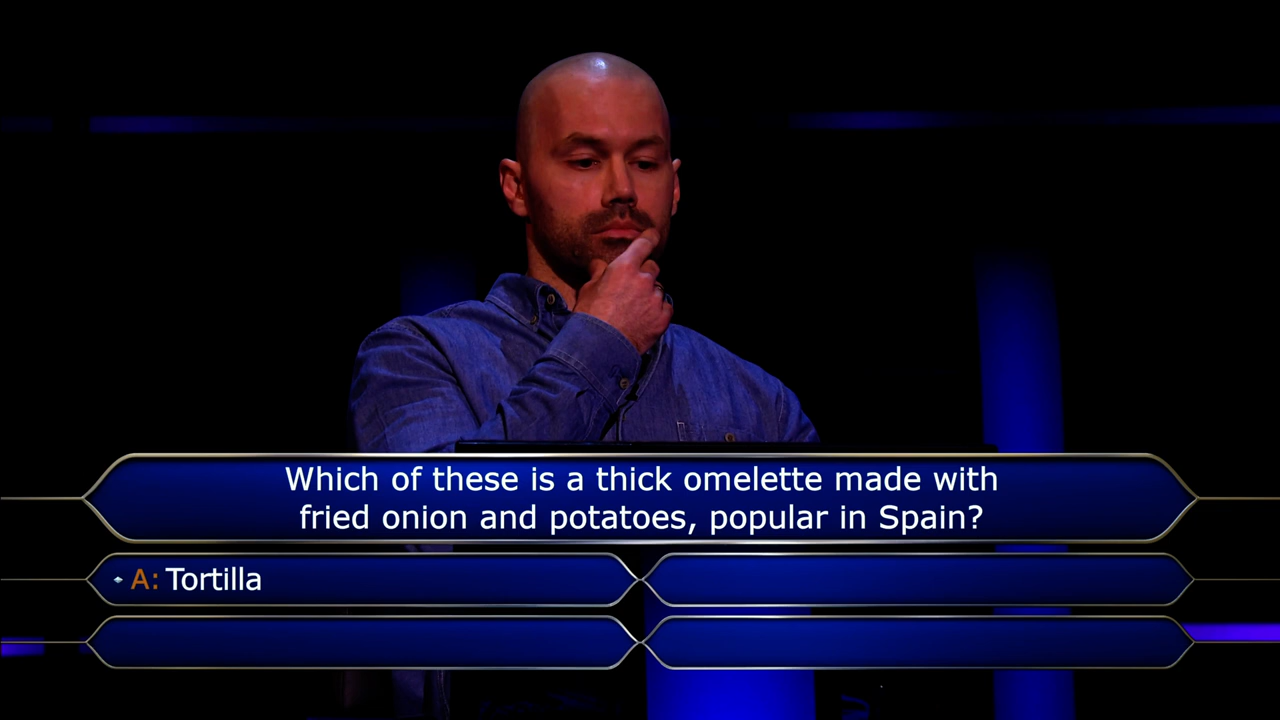 Which of these is a thick omelette made with
fried onion and potatoes, popular in Spain?
A: Tortilla